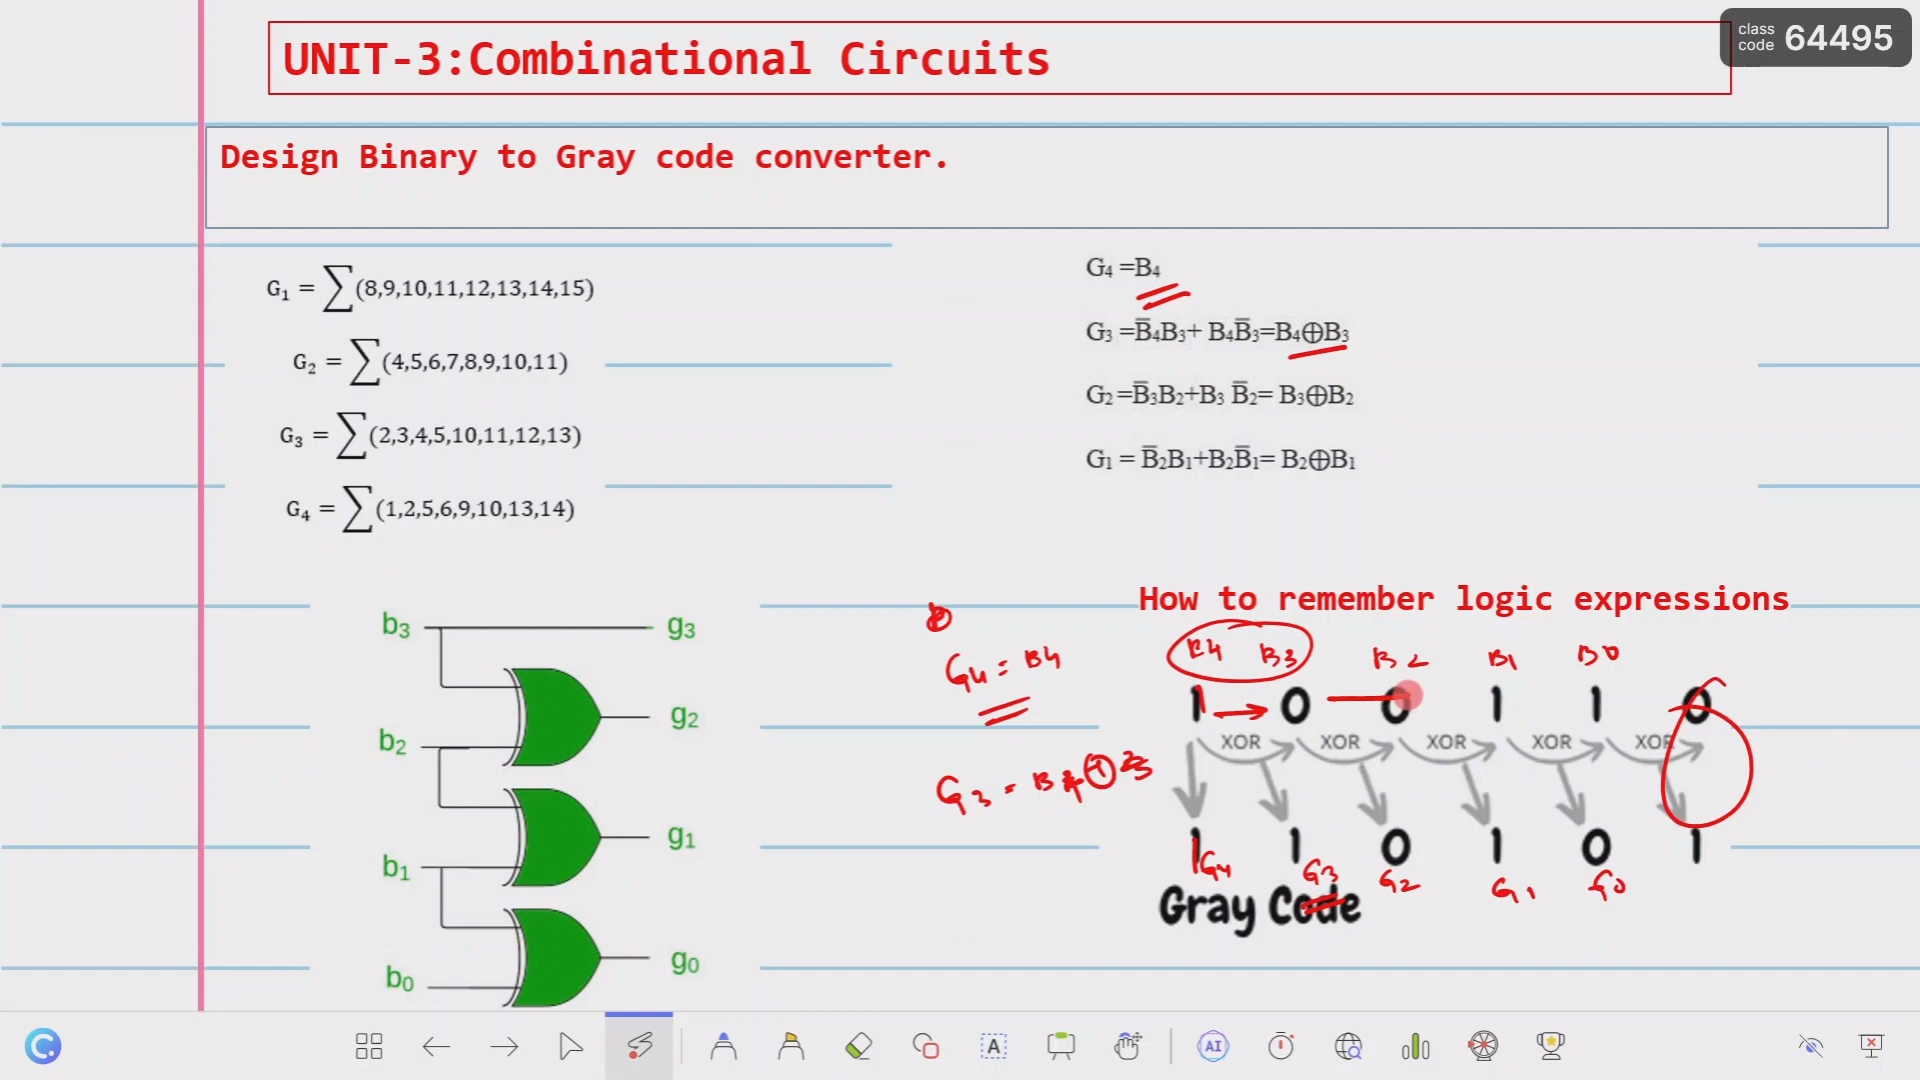 UNIT-3:Combinational Circuits
class code 64495
Design Binary to Gray code converter.
G₁ = ∑(8,9,10,11,12,13,14,15)
G₂ = ∑(4,5,6,7,8,9,10,11)
G₃ = ∑(2,3,4,5,10,11,12,13)
G₄ = ∑(1,2,5,6,9,10,13,14)
G₄ =B₄
G₃ =B̅₄B₃+ B₄B̅₃=B₄⊕B₃
G₂ =B̅₃B₂+B₃ B̅₂= B₃⊕B₂
G₁ = B̅₂B₁+B₂B̅₁= B₂⊕B₁
b₃ g₃
g₂
b₂
g₁
b₁
g₀
b₀
How to remember logic expressions
G4 = B4
B4 B3 B2 B1 B0
1 0 0 1 1 0
XOR XOR XOR XOR XOR
1 1 0 1 0 1
G4 G3 G2 G1 G0
Gray Code
A
AI